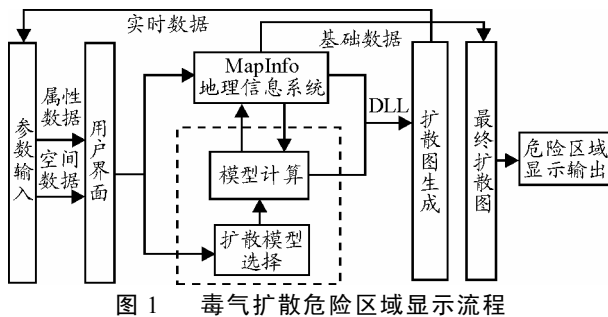 实时数据
基础数据
MapInfo
地理信息系统
属性
数据
空间
数据
参数输入
用户界面
模型计算
扩散模型
选择
DLL
扩散图生成
最终扩散图
危险区域
显示输出
图 1 毒气扩散危险区域显示流程